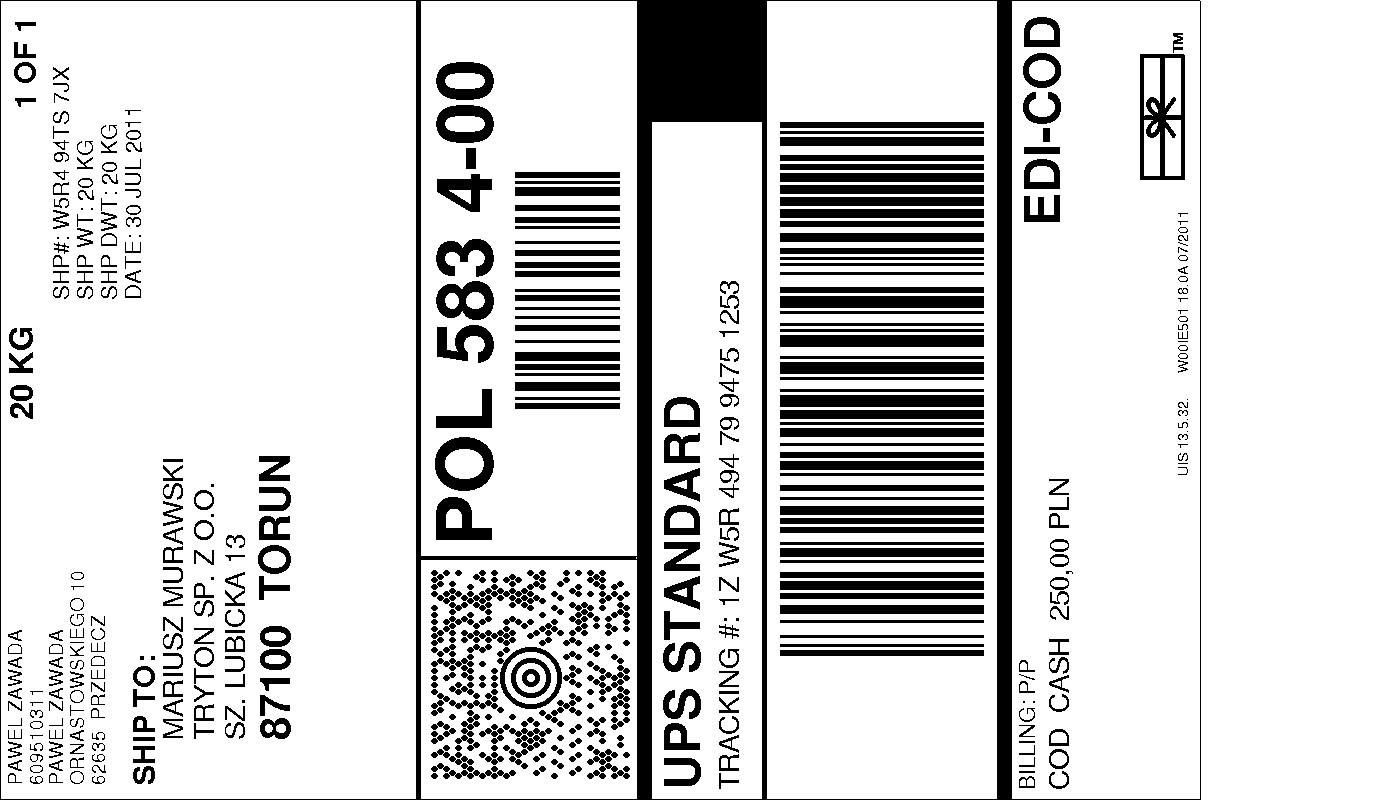 PAWEL ZAWADA
609510311
PAWEL ZAWADA
ORNASTOWSKIEGO 10
62635 PRZEDECZ
20 KG
1 OF 1
SHP#: W5R4 94TS 7JX
SHP WT: 20 KG
SHP DWT: 20 KG
DATE: 30 JUL 2011
SHIP TO:
MARIUSZ MURAWSKI
TRYTON SP. Z O.O.
SZ. LUBICKA 13
87100 TORUN
POL 583 4-00
UPS STANDARD
TRACKING #: 1Z W5R 494 79 9475 1253
BILLING: P/P
COD CASH 250,00 PLN
EDI-COD
TM
UIS 13.5.32. W00IE501 18.0A 07/2011